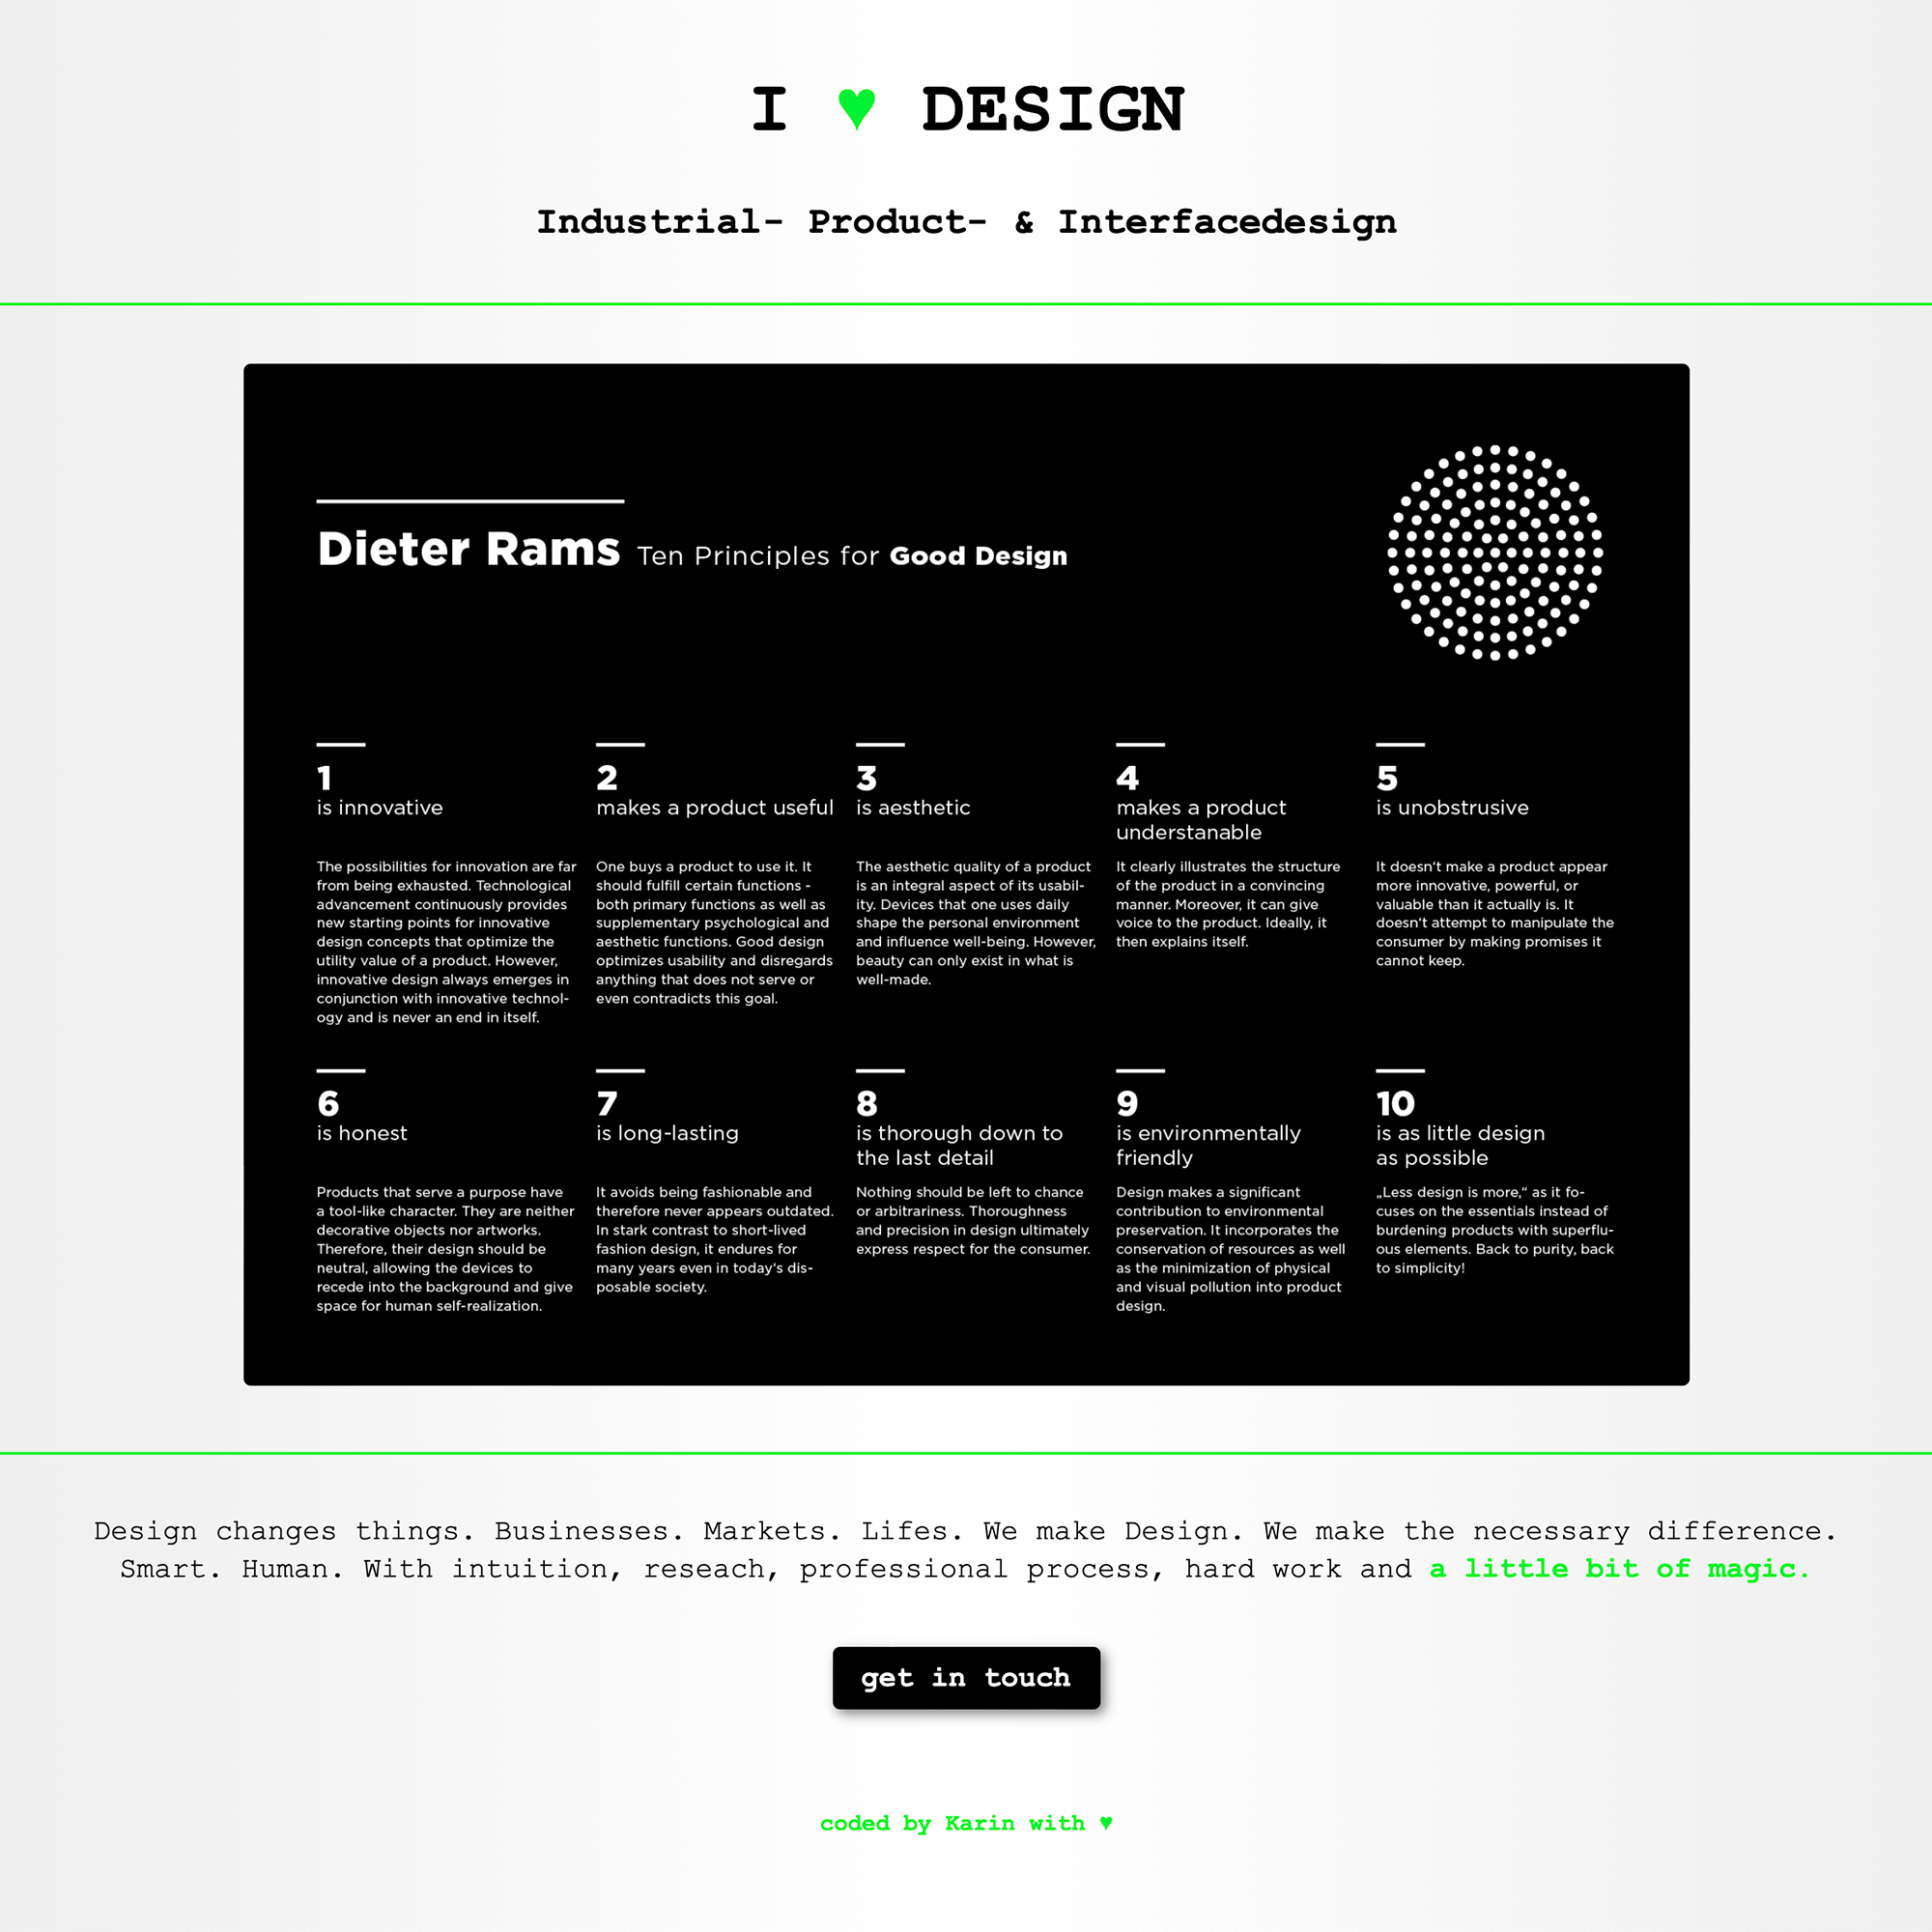 I ♥ DESIGN
Industrial- Product- & Interfacedesign
Dieter Rams Ten Principles for Good Design
1
is innovative
The possibilities for innovation are far
from being exhausted. Technological
advancement continuously provides
new starting points for innovative
design concepts that optimize the
utility value of a product. However,
innovative design always emerges in
conjunction with innovative technol-
ogy and is never an end in itself.
2
makes a product useful
One buys a product to use it. It
should fulfill certain functions -
both primary functions as well as
supplementary psychological and
aesthetic functions. Good design
optimizes usability and disregards
anything that does not serve or
even contradicts this goal.
3
is aesthetic
The aesthetic quality of a product
is an integral aspect of its usabil-
ity. Devices that one uses daily
shape the personal environment
and influence well-being. However,
beauty can only exist in what is
well-made.
4
makes a product
understanable
It clearly illustrates the structure
of the product in a convincing
manner. Moreover, it can give
voice to the product. Ideally, it
then explains itself.
5
is unobstrusive
It doesn‘t make a product appear
more innovative, powerful, or
valuable than it actually is. It
doesn‘t attempt to manipulate the
consumer by making promises it
cannot keep.
6
is honest
Products that serve a purpose have
a tool-like character. They are neither
decorative objects nor artworks.
Therefore, their design should be
neutral, allowing the devices to
recede into the background and give
space for human self-realization.
7
is long-lasting
It avoids being fashionable and
therefore never appears outdated.
In stark contrast to short-lived
fashion design, it endures for
many years even in today‘s dis-
posable society.
8
is thorough down to
the last detail
Nothing should be left to chance
or arbitrariness. Thoroughness
and precision in design ultimately
express respect for the consumer.
9
is environmentally
friendly
Design makes a significant
contribution to environmental
preservation. It incorporates the
conservation of resources as well
as the minimization of physical
and visual pollution into product
design.
10
is as little design
as possible
„Less design is more,“ as it fo-
cuses on the essentials instead of
burdening products with superflu-
ous elements. Back to purity, back
to simplicity!
Design changes things. Businesses. Markets. Lifes. We make Design. We make the necessary difference.
Smart. Human. With intuition, reseach, professional process, hard work and a little bit of magic.
get in touch
coded by Karin with ♥